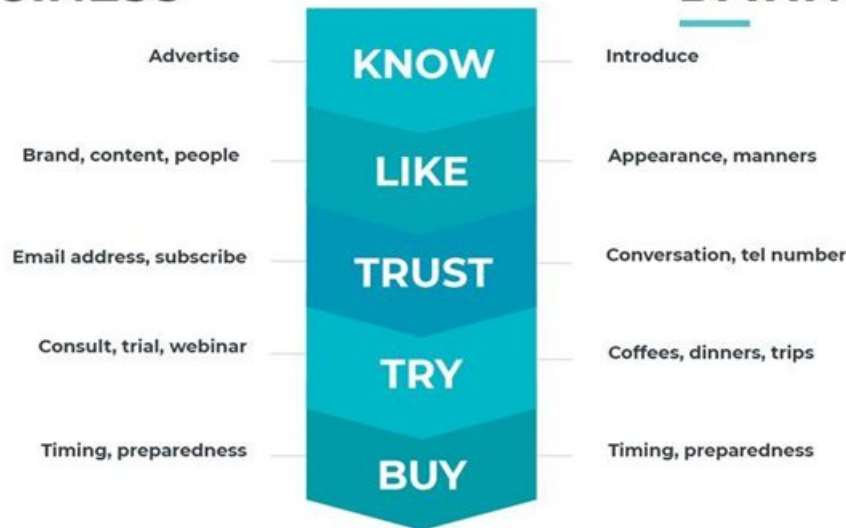 Advertise KNOW Introduce
Brand, content, people LIKE Appearance, manners
Email address, subscribe TRUST Conversation, tel number
Consult, trial, webinar TRY Coffees, dinners, trips
Timing, preparedness BUY Timing, preparedness